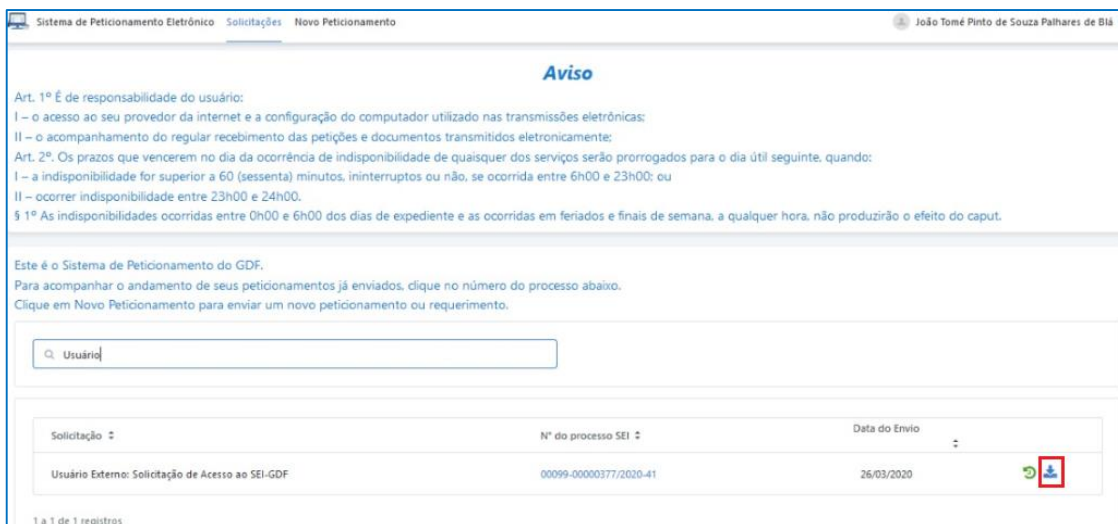 Sistema de Peticionamento Eletrônico Solicitações Novo Peticionamento João Tomé Pinto de Souza Palhares de Blá
Aviso
Art. 1º É de responsabilidade do usuário:
I – o acesso ao seu provedor da internet e a configuração do computador utilizado nas transmissões eletrônicas;
II – o acompanhamento do regular recebimento das petições e documentos transmitidos eletronicamente;
Art. 2º. Os prazos que vencerem no dia da ocorrência de indisponibilidade de quaisquer dos serviços serão prorrogados para o dia útil seguinte, quando:
I – a indisponibilidade for superior a 60 (sessenta) minutos, ininterruptos ou não, se ocorrida entre 6h00 e 23h00; ou
II – ocorrer indisponibilidade entre 23h00 e 24h00.
§ 1º As indisponibilidades ocorridas entre 0h00 e 6h00 dos dias de expediente e as ocorridas em feriados e finais de semana, a qualquer hora, não produzirão o efeito do caput.
Este é o Sistema de Peticionamento do GDF.
Para acompanhar o andamento de seus peticionamentos já enviados, clique no número do processo abaixo.
Clique em Novo Peticionamento para enviar um novo peticionamento ou requerimento.
Usuário
Solicitação N° do processo SEI Data do Envio
Usuário Externo: Solicitação de Acesso ao SEI-GDF 00099-00000377/2020-41 26/03/2020
1 a 1 de 1 registros